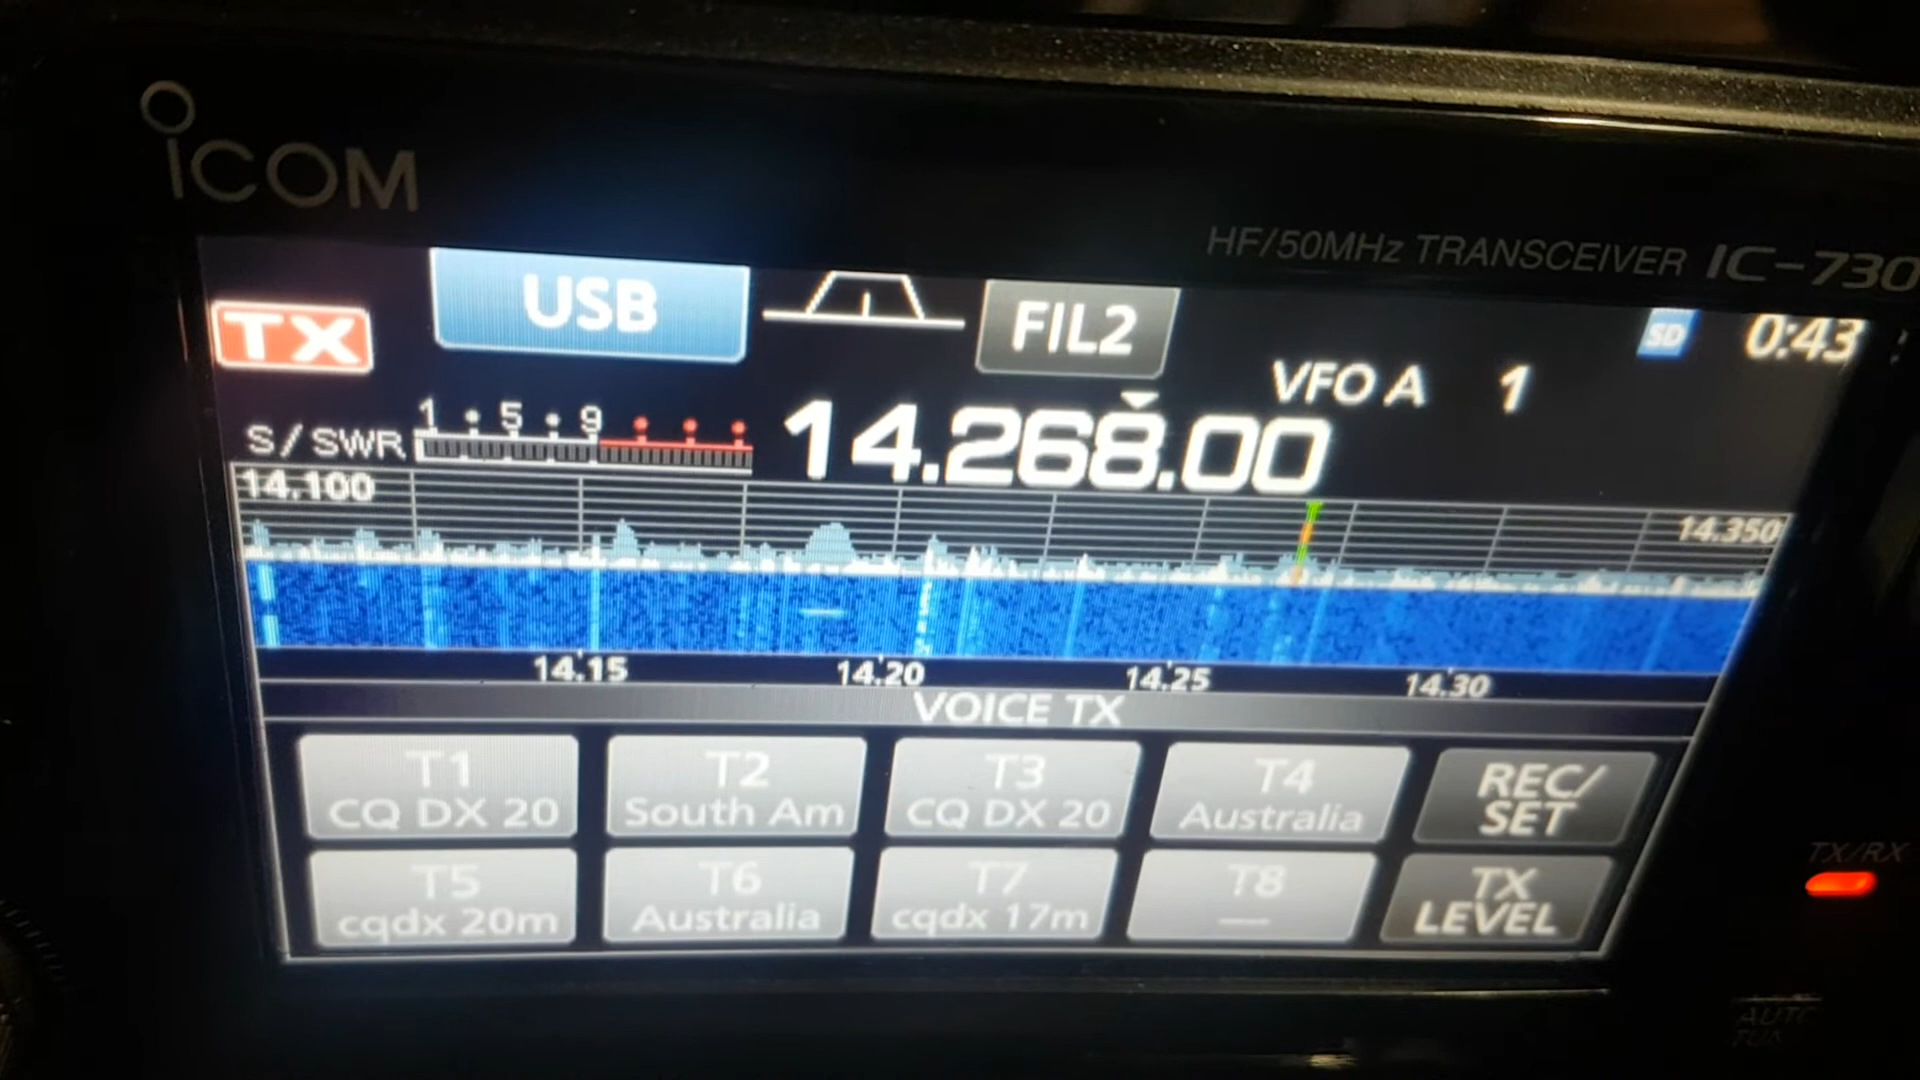 iCOM
HF/50MHz TRANSCEIVER IC-730
TX
USB
FIL2
SD
0:43
VFO A 1
S/SWR 1 5 9
14.268.00
14.100
14.350
14.15 14.20 14.25 14.30
VOICE TX
T1
CQ DX 20
T2
South Am
T3
CQ DX 20
T4
Australia
REC/
SET
T5
cqdx 20m
T6
Australia
T7
cqdx 17m
T8
TX
LEVEL
TX/RX
AUTO
TUN